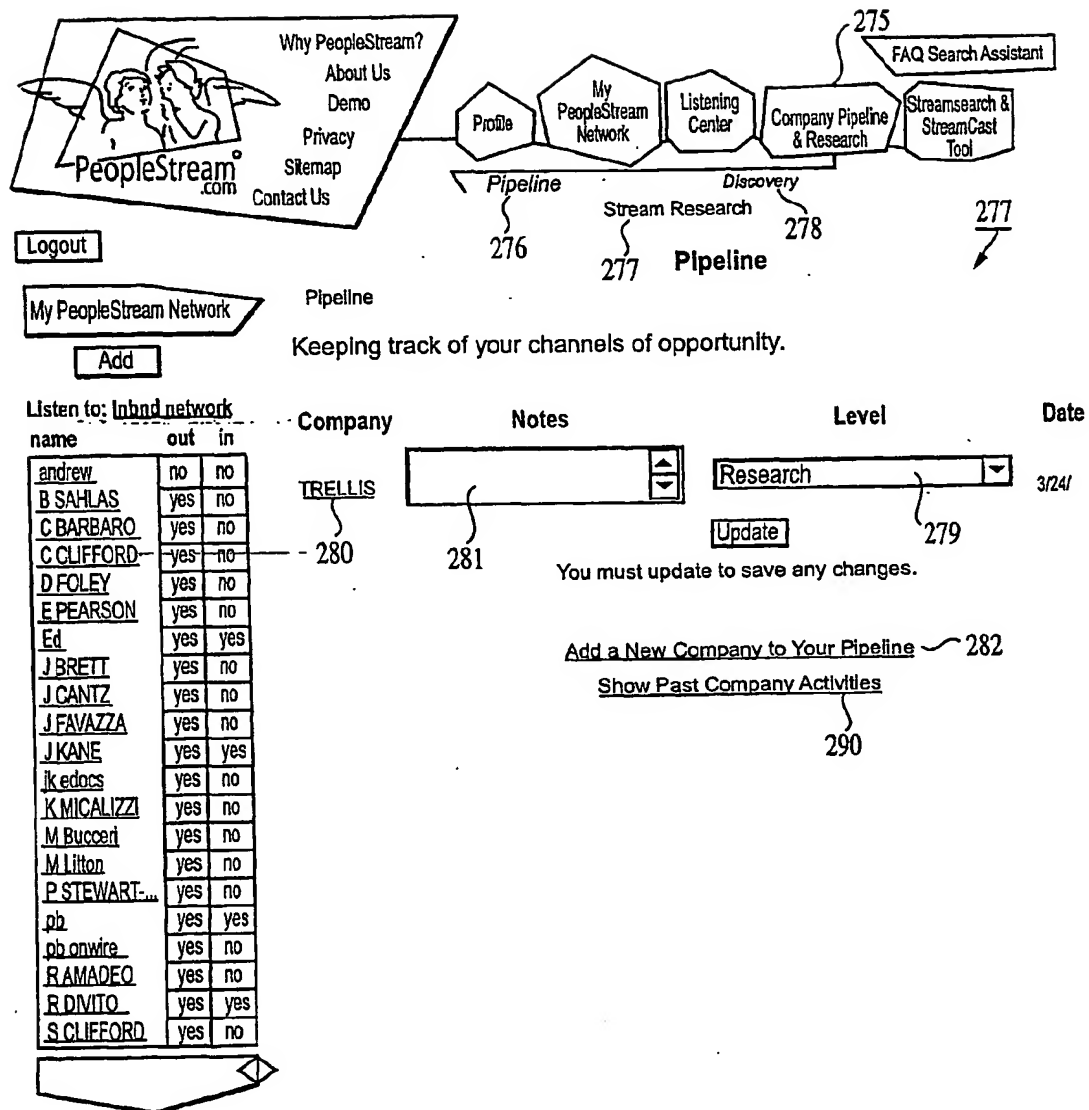 Why PeopleStream?
About Us
Demo
Privacy
Sitemap
Contact Us
PeopleStream
.com
275
FAQ Search Assistant
Profile
My
PeopleStream
Network
Listening
Center
Company Pipeline
& Research
Streamsearch &
StreamCast
Tool
Pipeline
Discovery
Stream Research
276
277
278
277
Logout
Pipeline
My PeopleStream Network
Pipeline
Add
Keeping track of your channels of opportunity.
Listen to: Inbnd network
Company Notes Level Date
name out in
andrew no no
B SAHLAS yes no
C BARBARO yes no
C CLIFFORD yes no
D FOLEY yes no
E PEARSON yes no
Ed yes yes
J BRETT yes no
J CANTZ yes no
J FAVAZZA yes no
J KANE yes yes
jk edocs yes no
K MICALIZZI yes no
M Bucceri yes no
M Litton yes no
P STEWART-... yes no
pb yes yes
pb onwire yes no
R AMADEO yes no
R DIVITO yes yes
S CLIFFORD yes no
TRELLIS
Research
3/24/
280
281
Update
279
You must update to save any changes.
Add a New Company to Your Pipeline 282
Show Past Company Activities
290